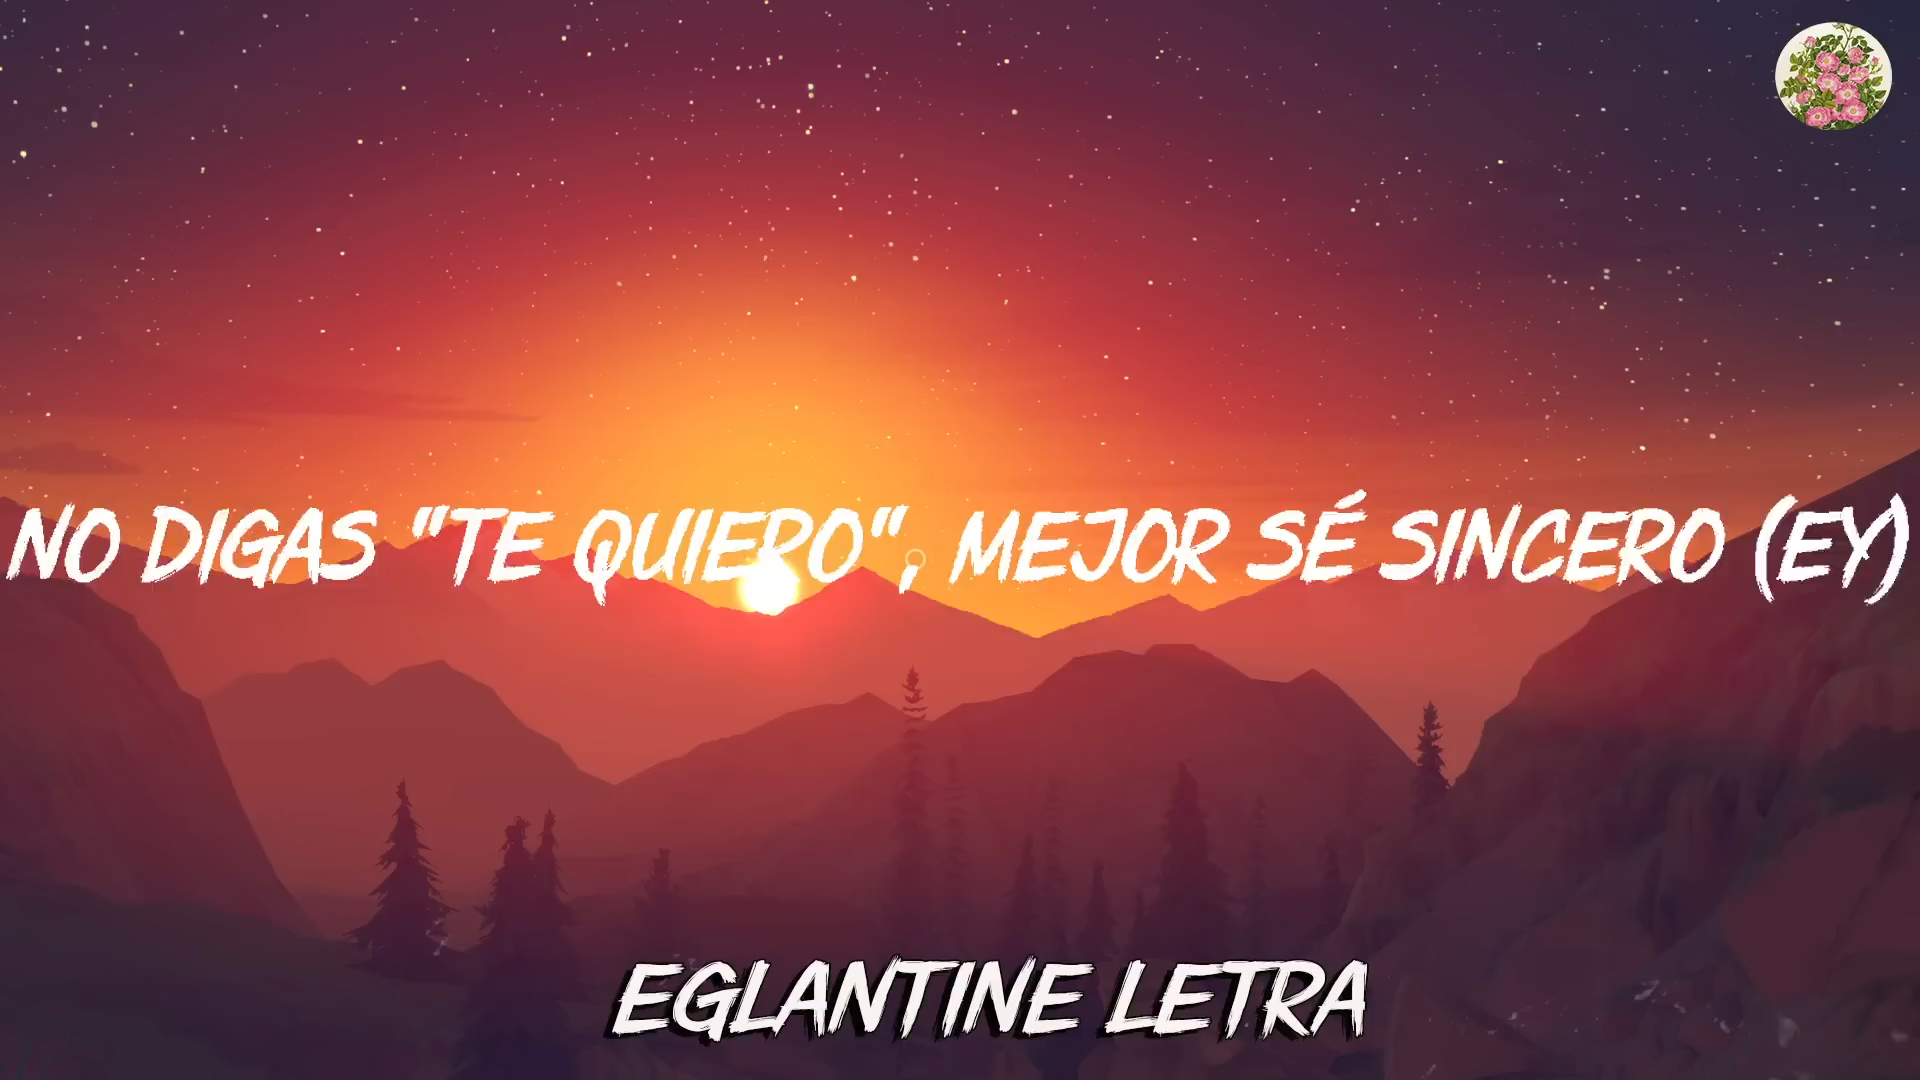 NO DIGAS "TE QUIERO", MEJOR SÉ SINCERO (EY)
EGLANTINE LETRA